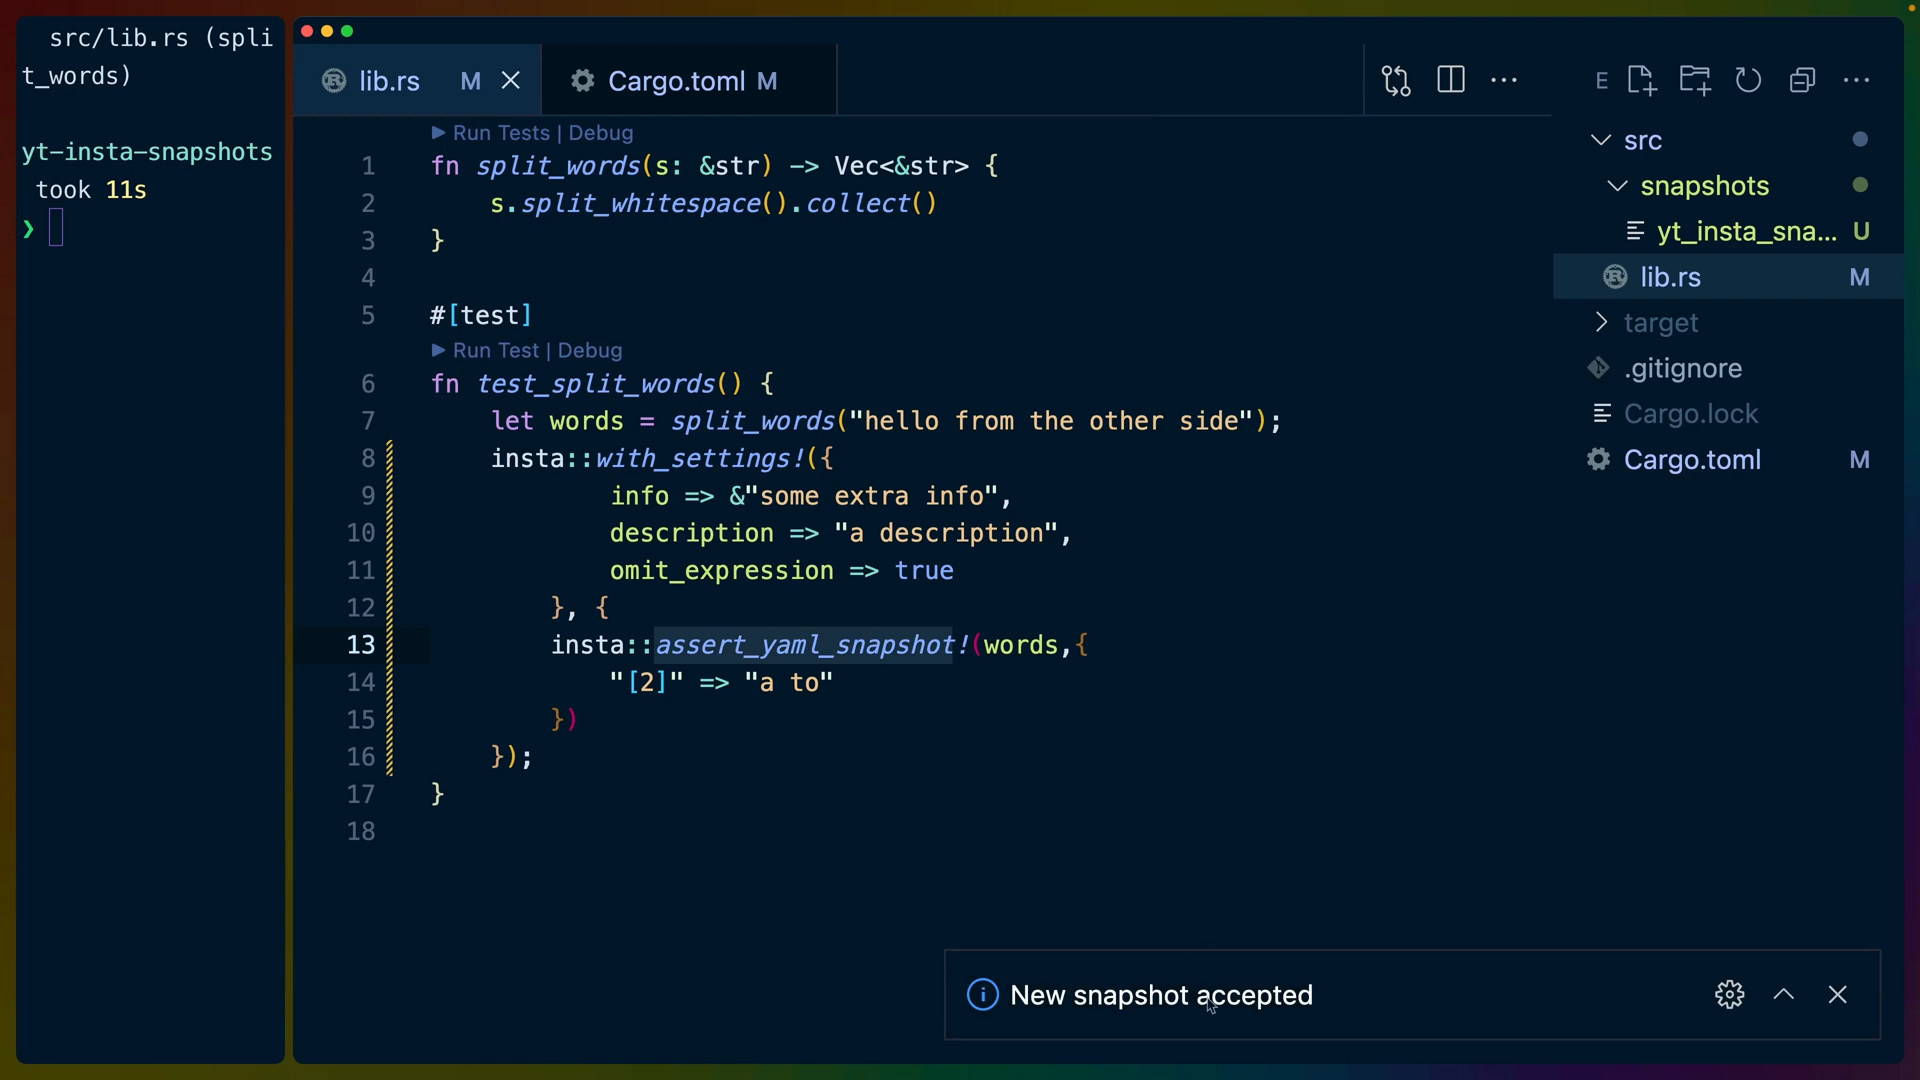 src/lib.rs (spli
t_words)
yt-insta-snapshots
took 11s
❯
lib.rs M
Cargo.toml M
▶ Run Tests | Debug
1 fn split_words(s: &str) -> Vec<&str> {
2 s.split_whitespace().collect()
3 }
4
5 #[test]
▶ Run Test | Debug
6 fn test_split_words() {
7 let words = split_words("hello from the other side");
8 insta::with_settings!({
9 info => &"some extra info",
10 description => "a description",
11 omit_expression => true
12 }, {
13 insta::assert_yaml_snapshot!(words,{
14 "[2]" => "a to"
15 })
16 });
17 }
18
E
src
snapshots
yt_insta_sna... U
lib.rs M
target
.gitignore
Cargo.lock
Cargo.toml M
New snapshot accepted